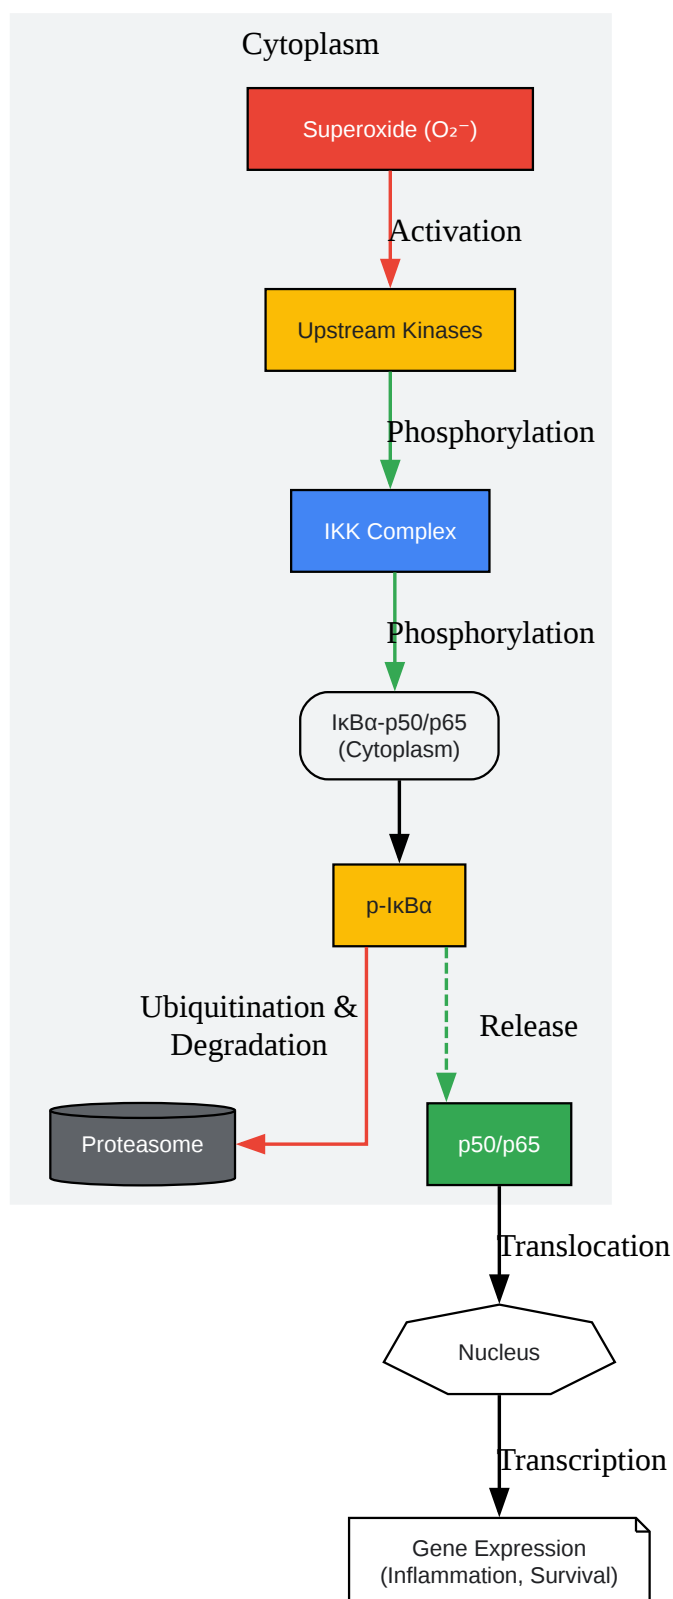 Cytoplasm
Superoxide (O₂⁻)
Activation
Upstream Kinases
Phosphorylation
IKK Complex
Phosphorylation
IκBα-p50/p65
(Cytoplasm)
p-IκBα
Ubiquitination &
Degradation
Release
Proteasome
p50/p65
Translocation
Nucleus
Transcription
Gene Expression
(Inflammation, Survival)